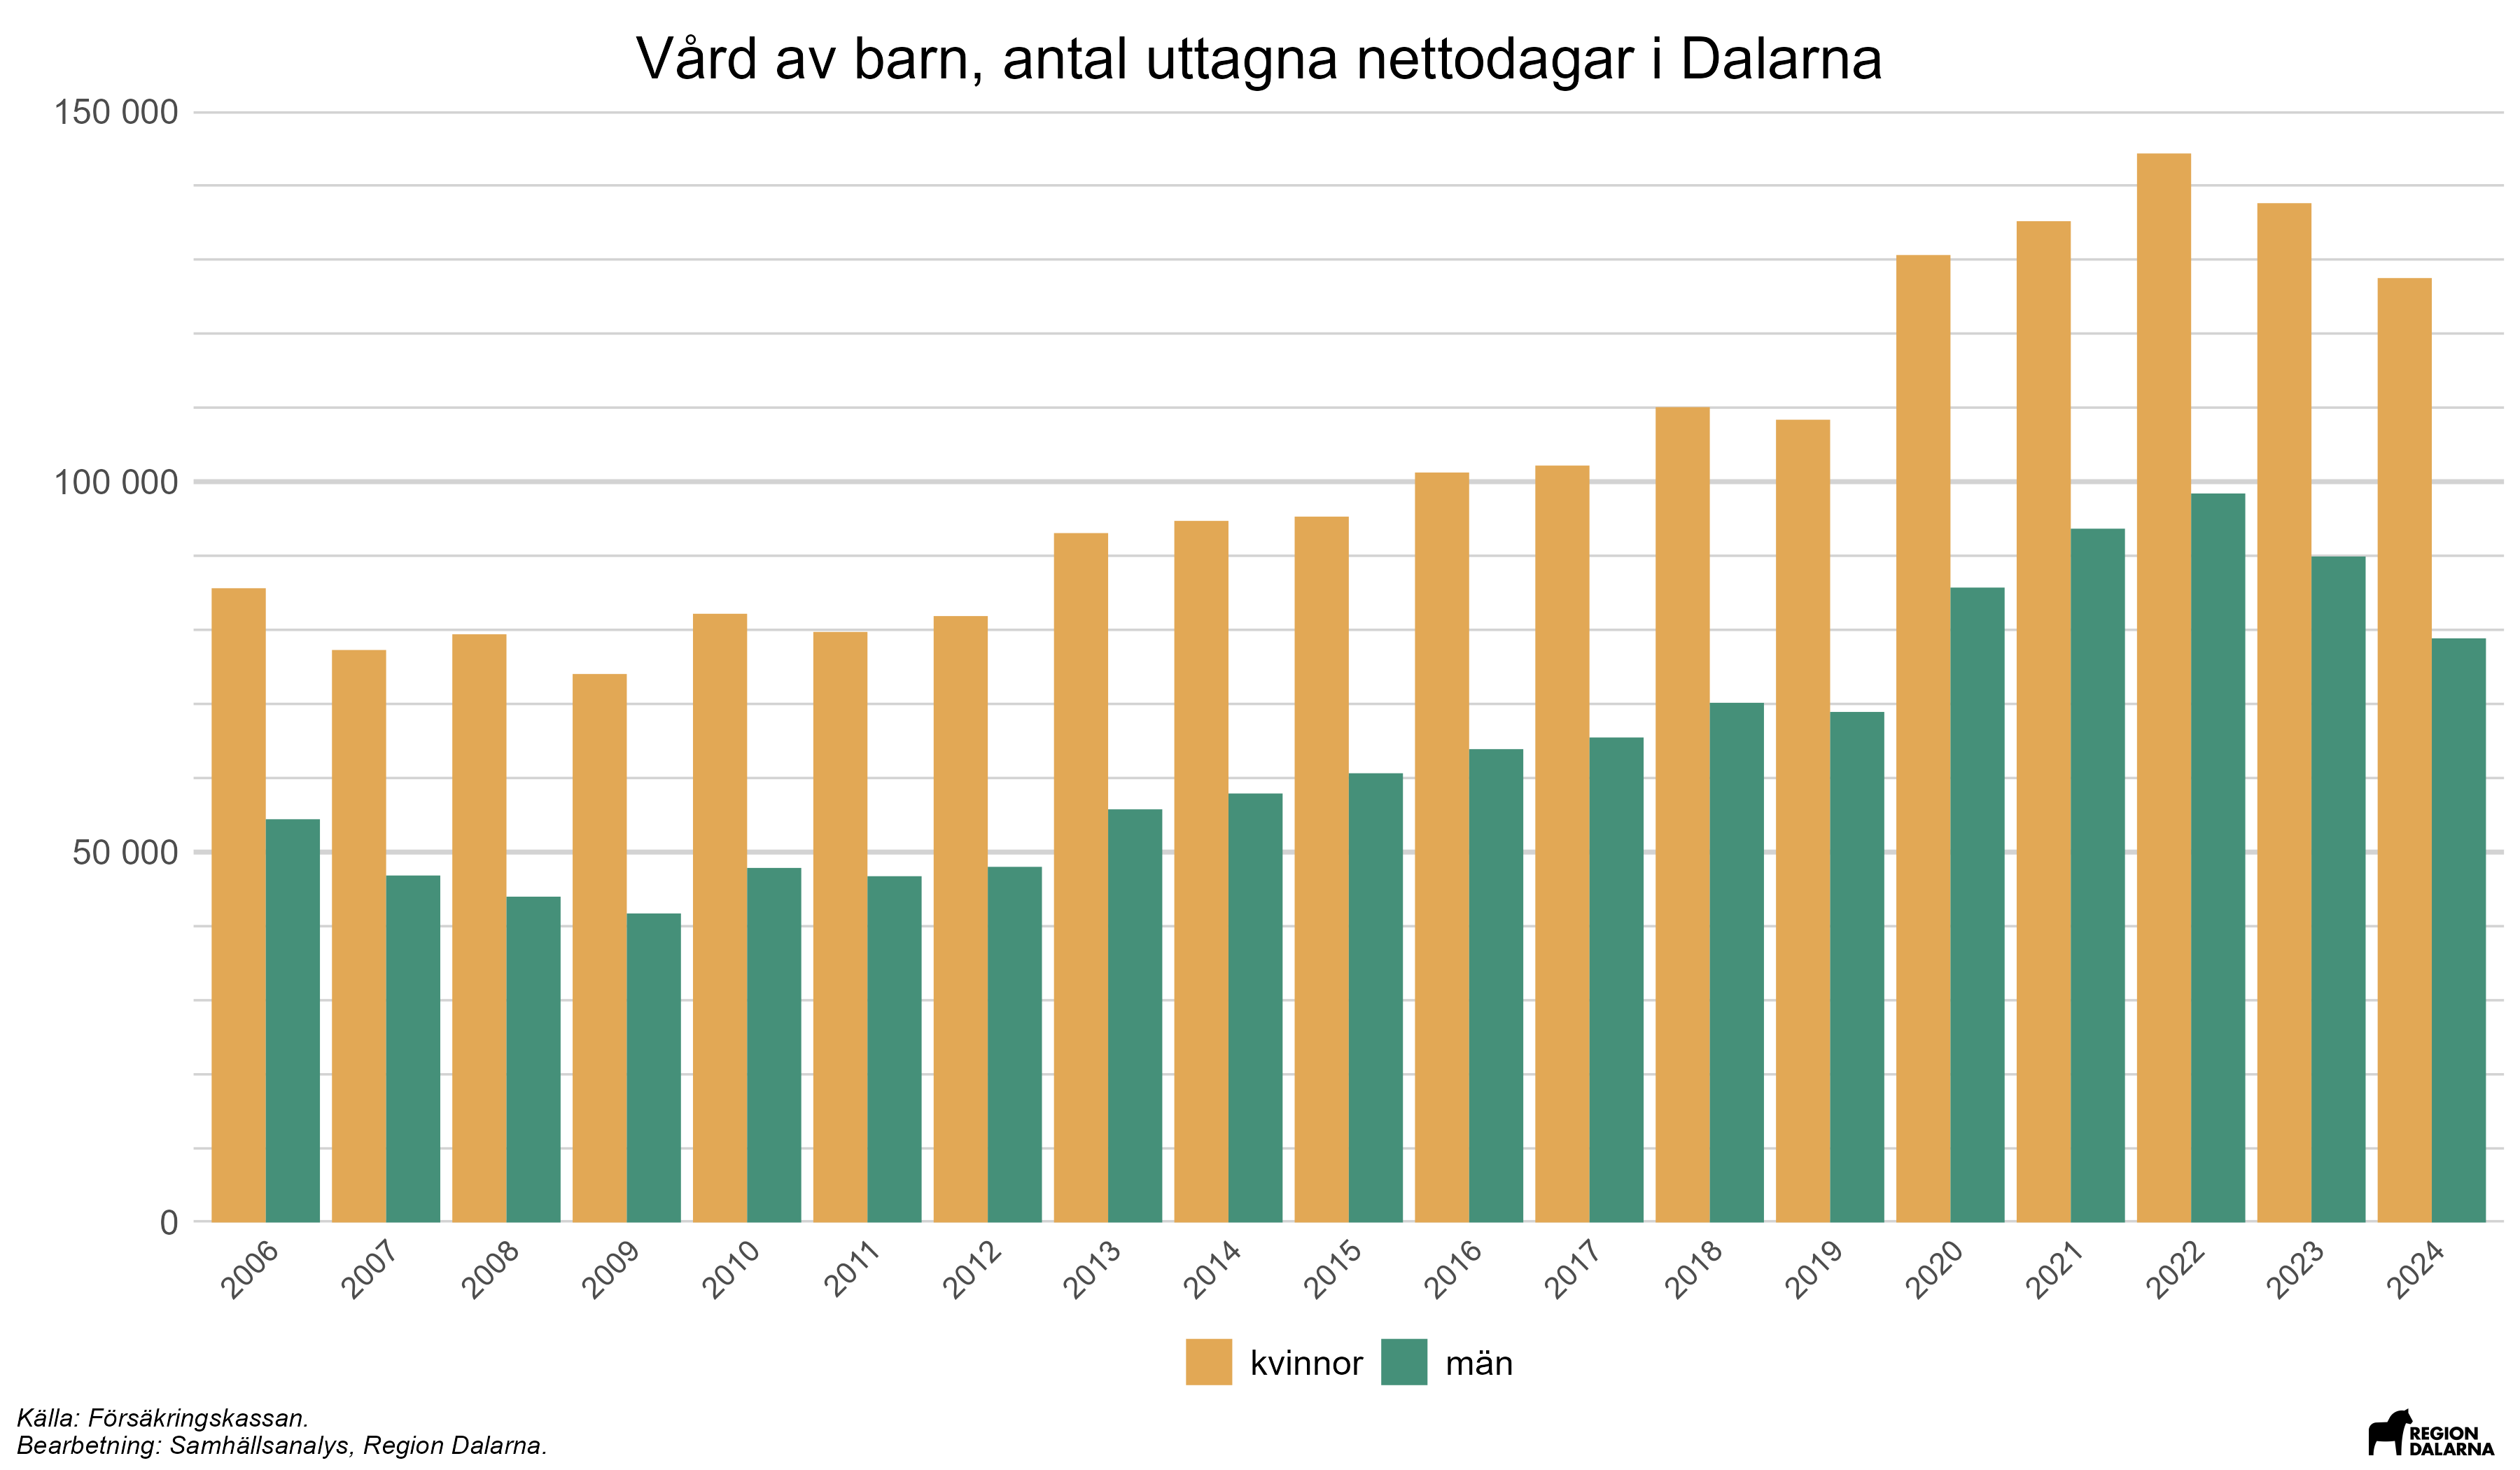 Vård av barn, antal uttagna nettodagar i Dalarna
150 000
100 000
50 000
0
2006 2007 2008 2009 2010 2011 2012 2013 2014 2015 2016 2017 2018 2019 2020 2021 2022 2023 2024
kvinnor män
Källa: Försäkringskassan.
Bearbetning: Samhällsanalys, Region Dalarna.
REGION
DALARNA